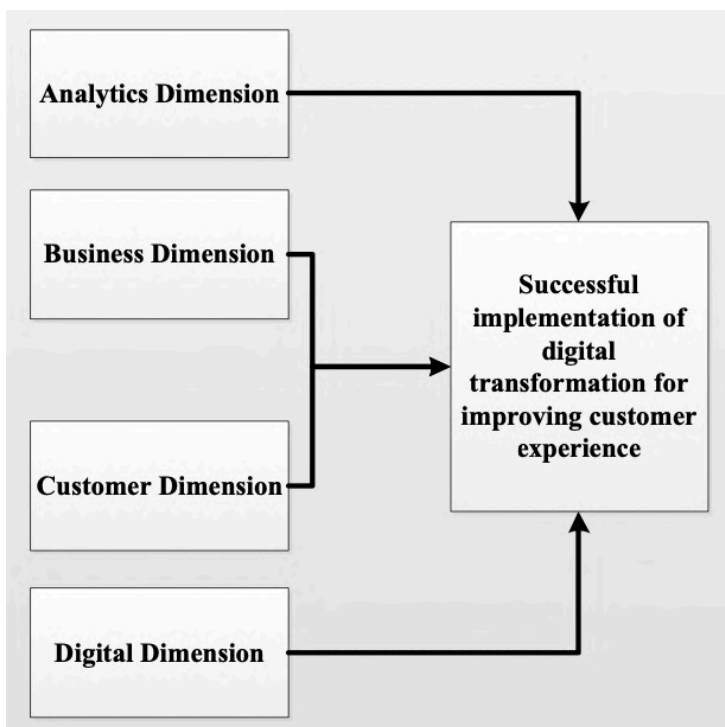 Analytics Dimension
Business Dimension
Customer Dimension
Digital Dimension
Successful
implementation of
digital
transformation for
improving customer
experience